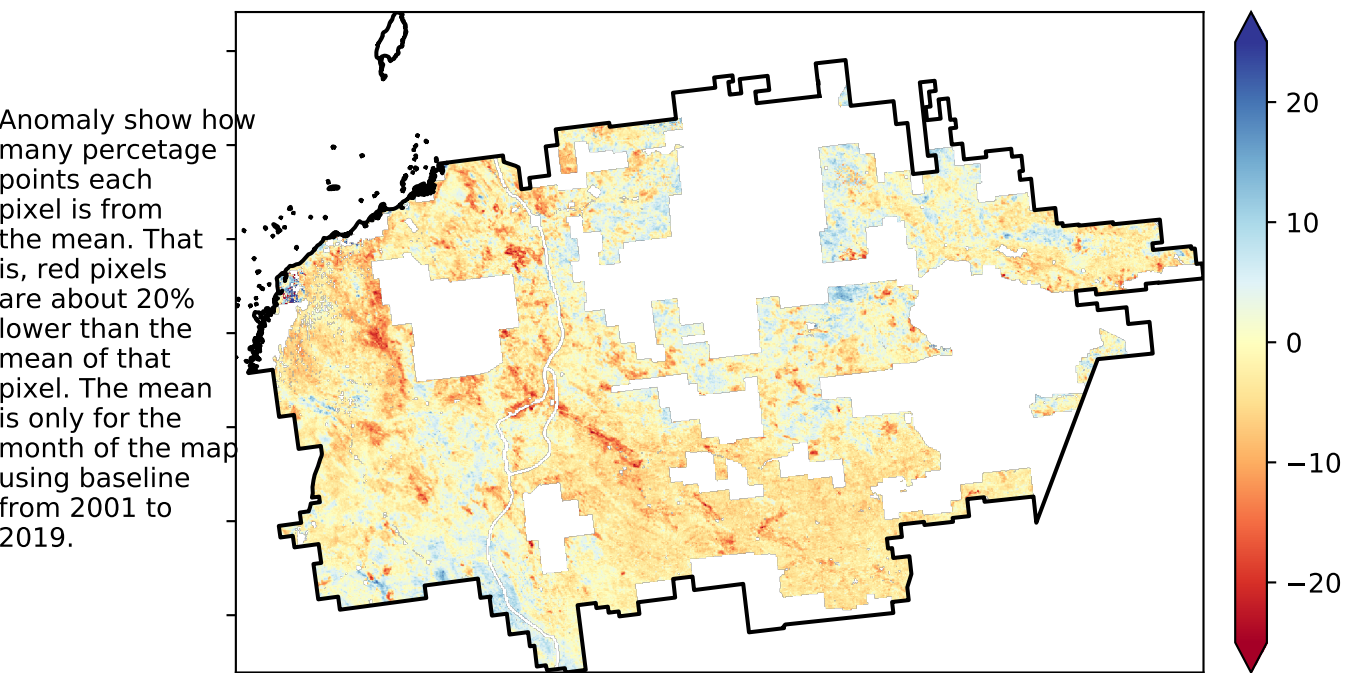 Anomaly show how
many percetage
points each
pixel is from
the mean. That
is, red pixels
are about 20%
lower than the
mean of that
pixel. The mean
is only for the
month of the map
using baseline
from 2001 to
2019.
20
10
0
−10
−20